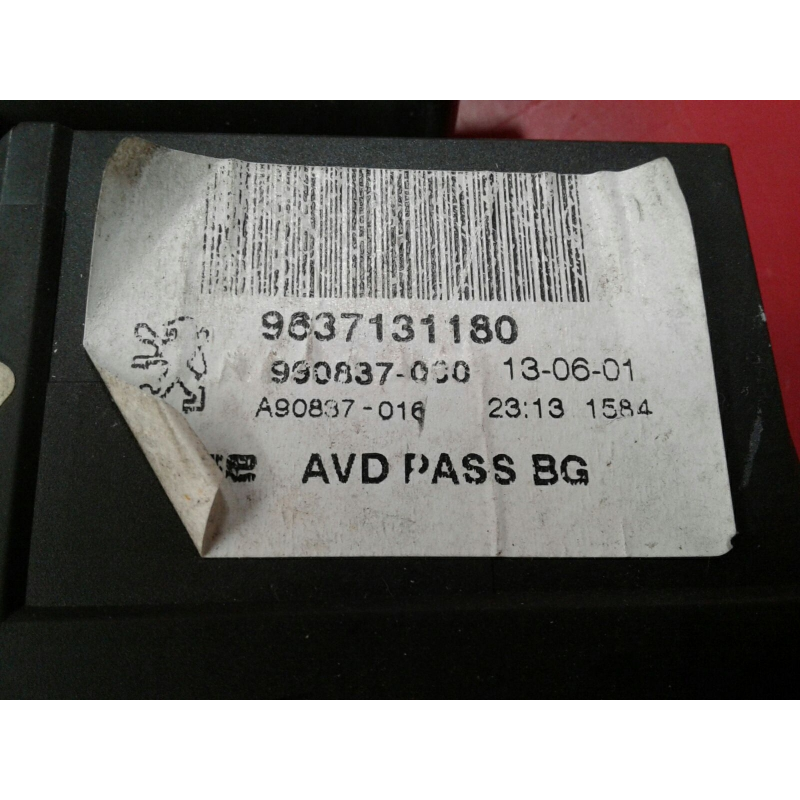 9637131180
990837-000 13-06-01
A90837-016 23:13 1584
AVD PASS BG